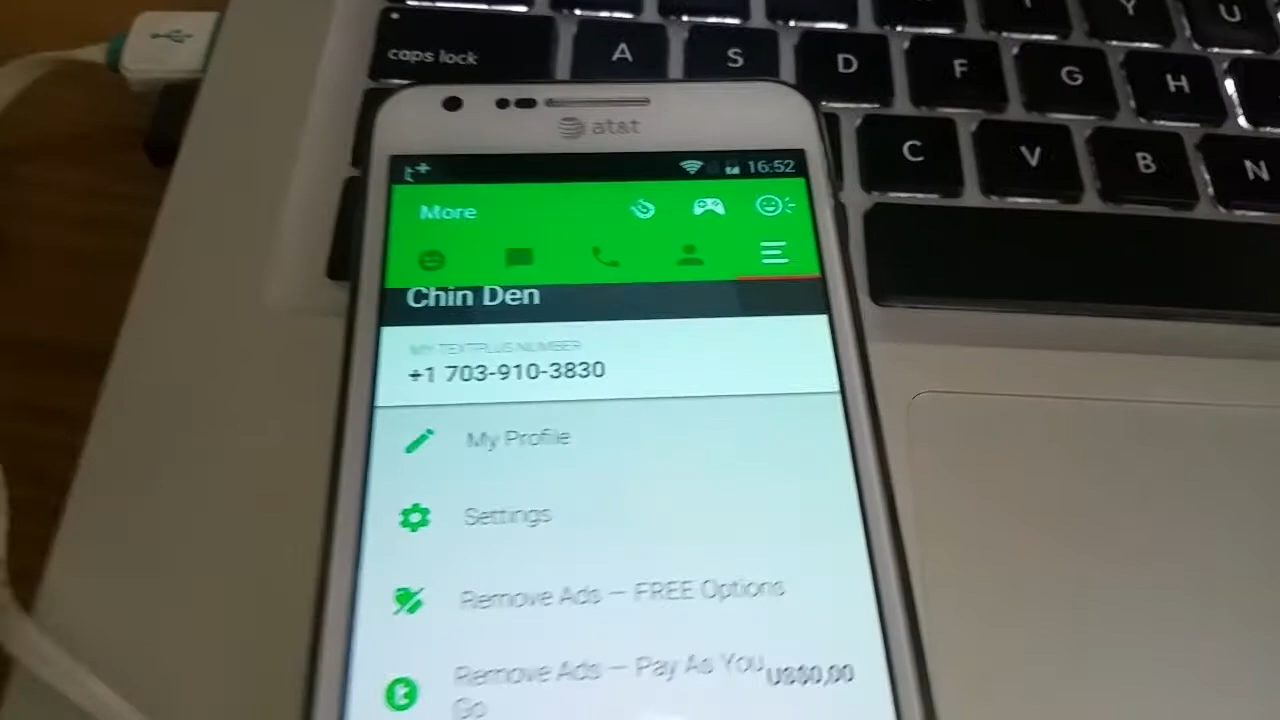 Y
U
caps lock
A
S
D
F
G
H
C
V
B
N
at&t
t+
16:52
More
Chin Den
MY TEXTPLUS NUMBER
+1 703-910-3830
My Profile
Settings
Remove Ads – FREE Options
Remove Ads – Pay As You Go
US$0,00